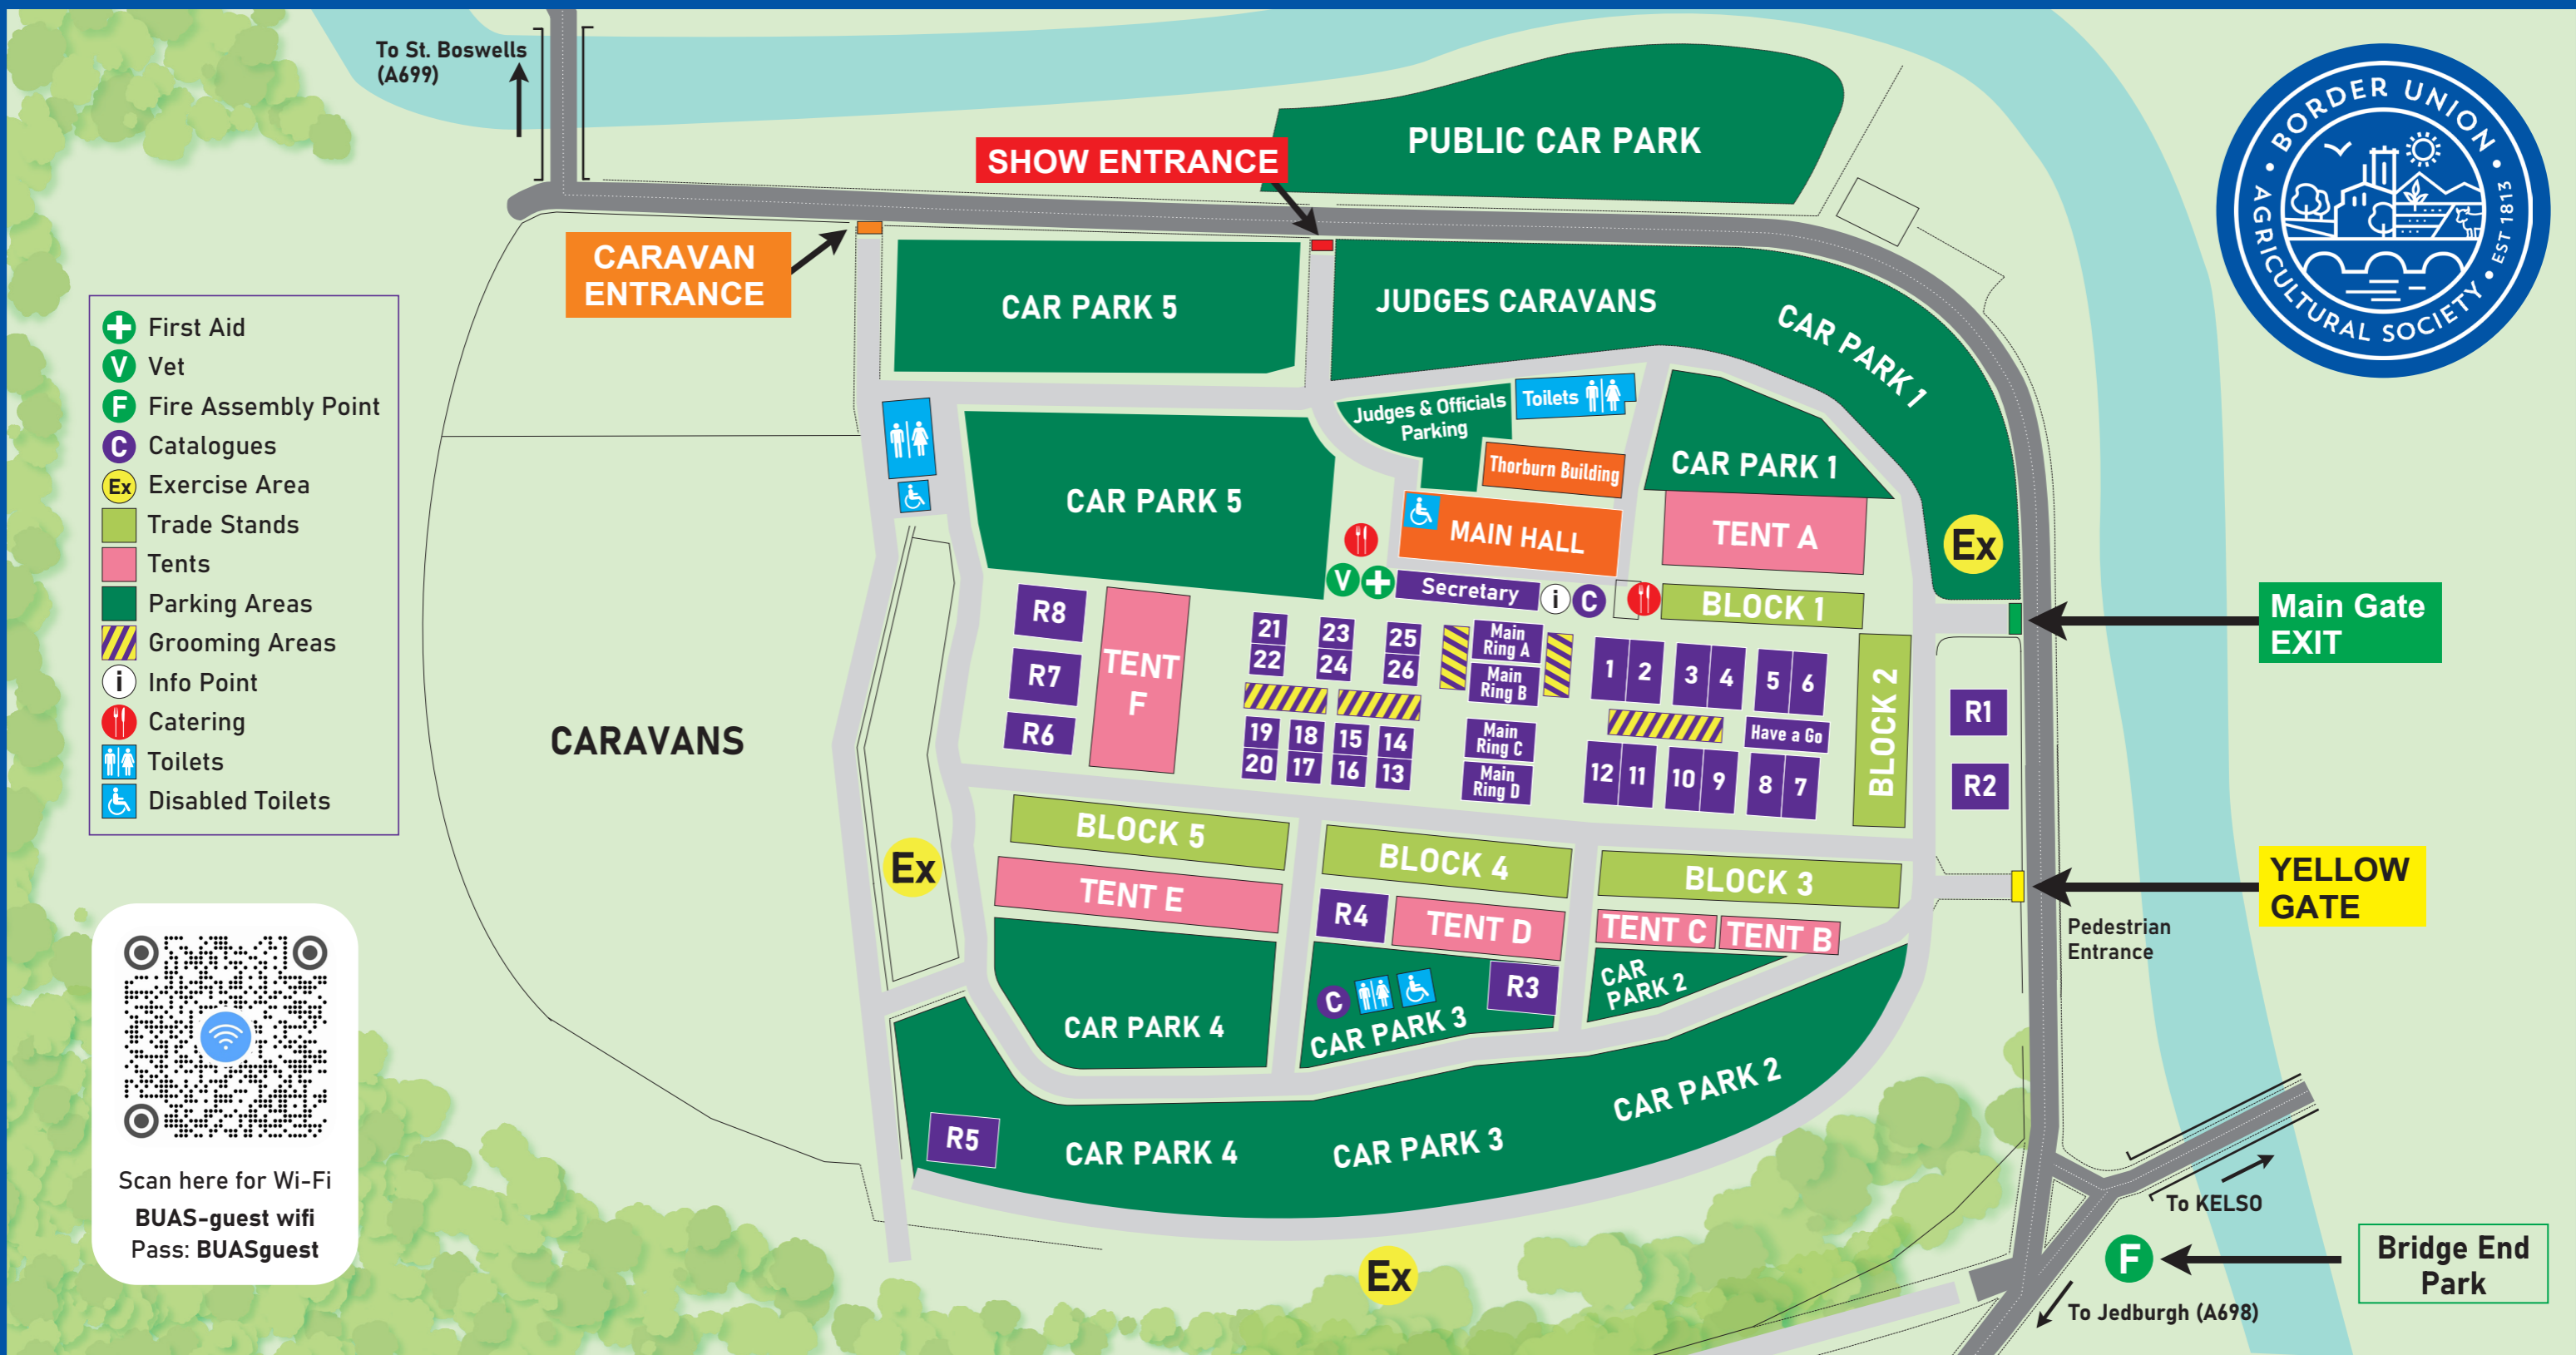 To St. Boswells
(A699)
PUBLIC CAR PARK
SHOW ENTRANCE
• BORDER UNION •
AGRICULTURAL SOCIETY •
EST 1813
CARAVAN
ENTRANCE
CAR PARK 5
JUDGES CARAVANS
CAR PARK 1
First Aid
V Vet
F Fire Assembly Point
C Catalogues
Ex Exercise Area
Trade Stands
Tents
Parking Areas
Grooming Areas
i Info Point
Catering
Toilets
Disabled Toilets
Judges & Officials
Parking
Toilets
Thorburn Building
CAR PARK 1
CAR PARK 5
MAIN HALL
TENT A
Ex
V
Secretary
i
C
BLOCK 1
Main Gate
EXIT
R8
R7
R6
TENT
F
21
22
23
24
25
26
Main
Ring A
Main
Ring B
1
2
3
4
5
6
BLOCK 2
R1
R2
CARAVANS
19
20
18
17
15
16
14
13
Main
Ring C
Main
Ring D
Have a Go
12
11
10
9
8
7
BLOCK 5
BLOCK 4
BLOCK 3
Ex
TENT E
R4
TENT D
TENT C
TENT B
YELLOW
GATE
Pedestrian
Entrance
CAR PARK 4
C
R3
CAR PARK 3
CAR
PARK 2
R5
CAR PARK 4
CAR PARK 3
CAR PARK 2
Scan here for Wi-Fi
BUAS-guest wifi
Pass: BUASguest
Ex
To KELSO
F
Bridge End
Park
To Jedburgh (A698)